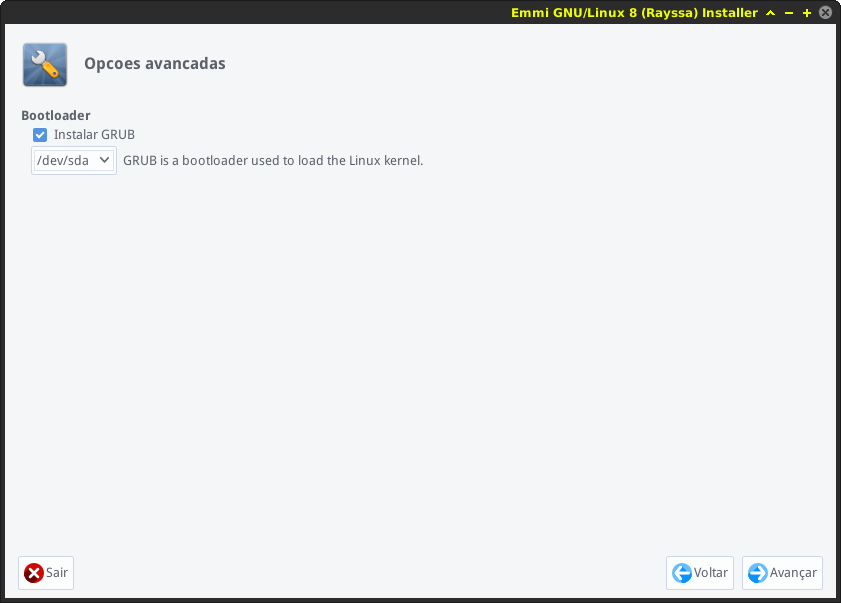 Emmi GNU/Linux 8 (Rayssa) Installer
Opcoes avancadas
Bootloader
Instalar GRUB
/dev/sda GRUB is a bootloader used to load the Linux kernel.
Sair Voltar Avançar